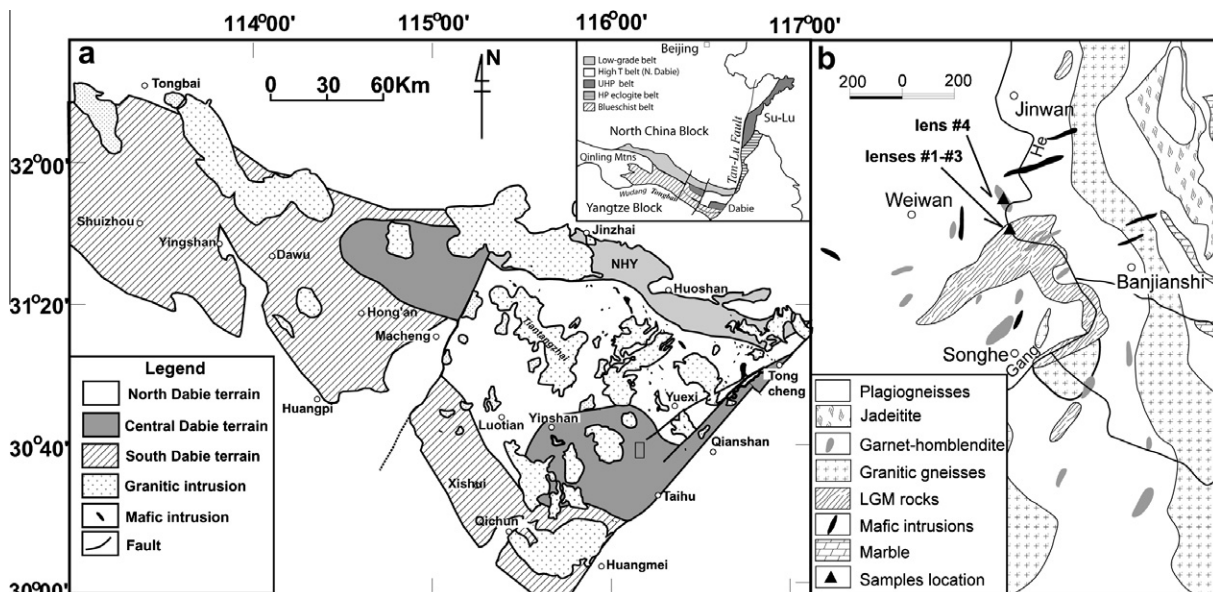 114°00'
115°00'
116°00'
117°00'
32°00'
31°20'
30°40'
30°00'
a
Tongbai
0 30 60Km
N
Shuizhou
Yingshan
Dawu
Hong'an
Macheng
Huangpi
Jinzhai
NHY
Huoshan
Tiantangzhai
Tong
cheng
Yuexi
Luotian
Yinshan
Qianshan
Xishui
Taihu
Qichun
Huangmei
Legend
North Dabie terrain
Central Dabie terrain
South Dabie terrain
Granitic intrusion
Mafic intrusion
Fault
Beijing
Low-grade belt
High T belt (N. Dabie)
UHP belt
HP eclogite belt
Blueschist belt
Su-Lu
North China Block
Tan-Lu Fault
Qinling Mtns
Yangtze Block
Dabie
b
200 0 200
Jinwan
He
lens #4
lenses #1-#3
Weiwan
Banjianshi
Songhe
Gang
Plagiogneisses
Jadeitite
Garnet-homblendite
Granitic gneisses
LGM rocks
Mafic intrusions
Marble
Samples location